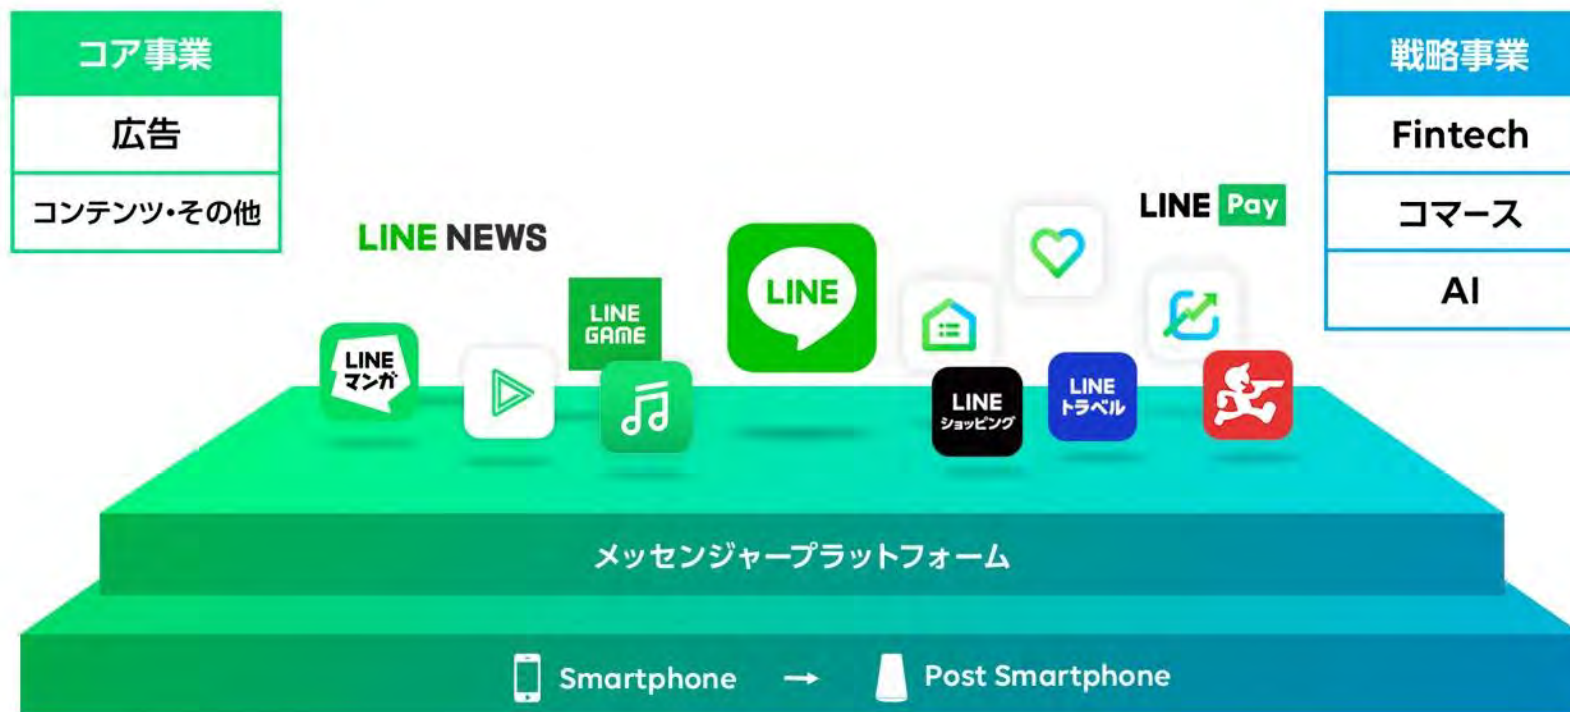 コア事業
広告
コンテンツ・その他
戦略事業
Fintech
コマース
AI
LINE NEWS
LINE Pay
LINE
LINE
GAME
LINE
マンガ
LINE
ショッピング
LINE
トラベル
メッセンジャープラットフォーム
Smartphone → Post Smartphone